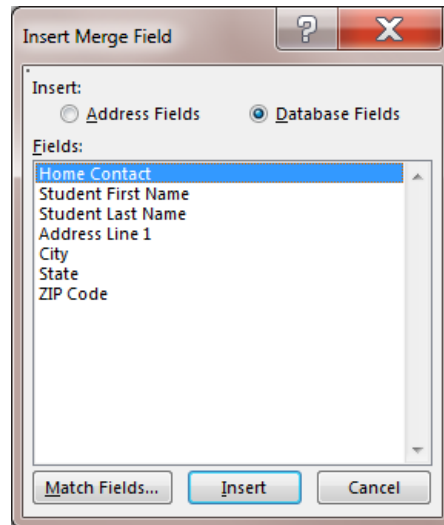 Insert Merge Field
Insert:
Address Fields Database Fields
Fields:
Home Contact
Student First Name
Student Last Name
Address Line 1
City
State
ZIP Code
Match Fields... Insert Cancel